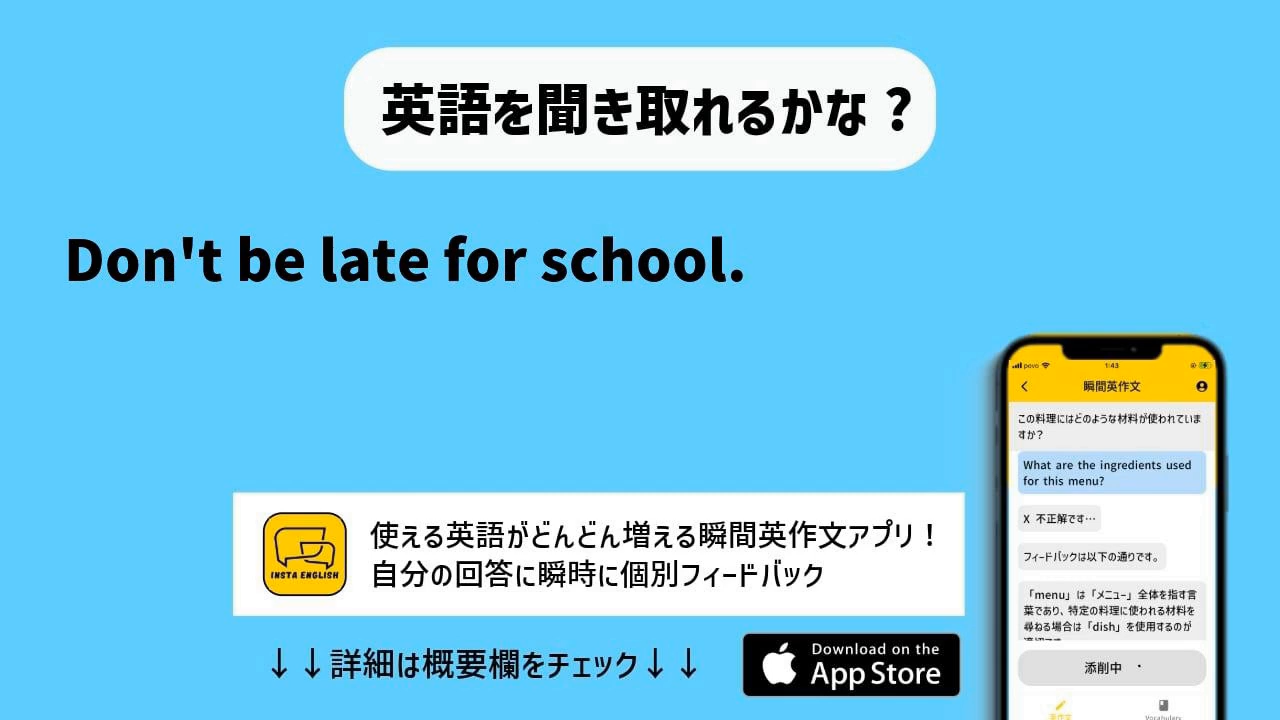 英語を聞き取れるかな？
Don't be late for school.
povo
1:43
瞬間英作文
この料理にはどのような材料が使われていま
すか？
What are the ingredients used
for this menu?
X 不正解です…
フィードバックは以下の通りです。
「menu」は「メニュー」全体を指す言
葉であり、特定の料理に使われる材料を
尋ねる場合は「dish」を使用するのが
添削中
英作文
Vocabulary
INSTA ENGLISH
使える英語がどんどん増える瞬間英作文アプリ！
自分の回答に瞬時に個別フィードバック
↓↓詳細は概要欄をチェック↓↓
Download on the
App Store